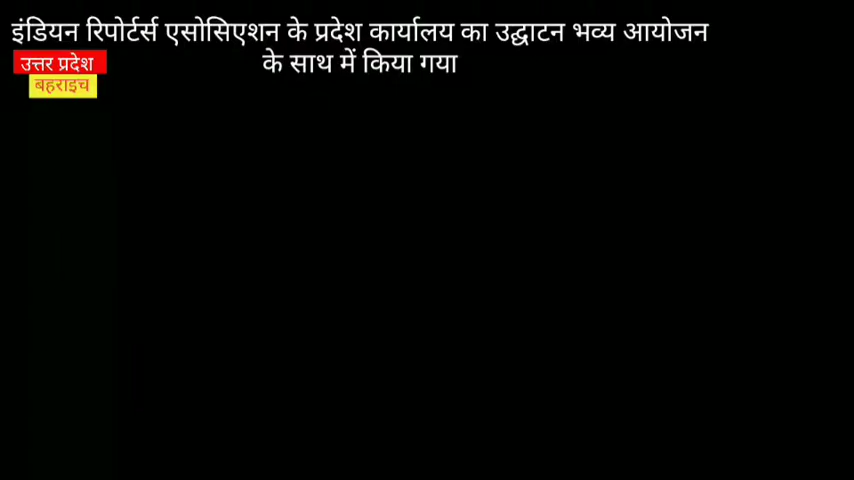 इंडियन रिपोर्टर्स एसोसिएशन के प्रदेश कार्यालय का उद्घाटन भव्य आयोजन
के साथ में किया गया
उत्तर प्रदेश
बहराइच